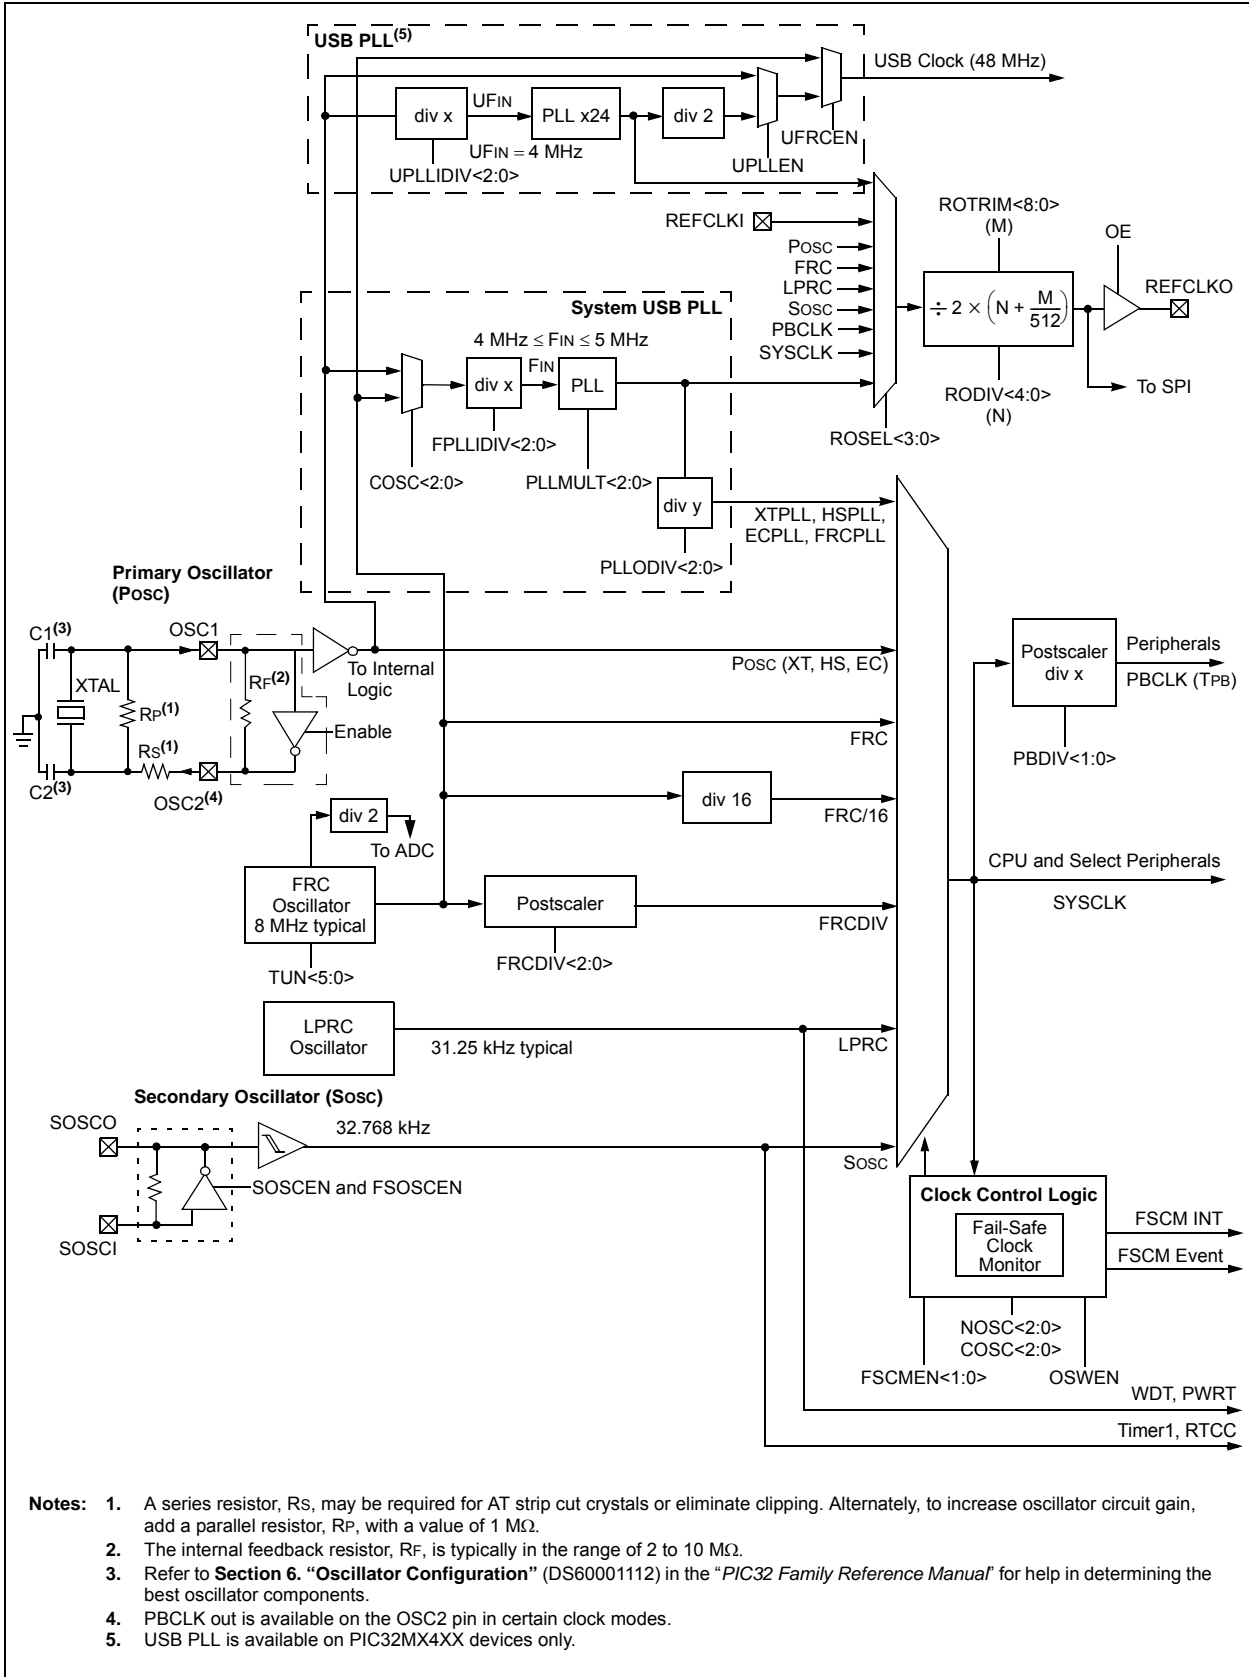 USB PLL(5)
USB Clock (48 MHz)
div x
UFIN
PLL x24
div 2
UFIN = 4 MHz
UFRCEN
UPLLIDIV<2:0>
UPLLEN
REFCLKI
POSC
FRC
LPRC
SOSC
PBCLK
SYSCLK
ROTRIM<8:0>
(M)
OE
REFCLKO
÷ 2 × (N + M/512)
To SPI
RODIV<4:0>
(N)
ROSEL<3:0>
System USB PLL
4 MHz ≤ FIN ≤ 5 MHz
FIN
div x
PLL
FPLLIDIV<2:0>
COSC<2:0>
PLLMULT<2:0>
div y
XTPLL, HSPLL,
ECPLL, FRCPLL
PLLODIV<2:0>
Primary Oscillator
(POSC)
C1(3)
OSC1
XTAL
RF(2)
RP(1)
RS(1)
C2(3)
OSC2(4)
To Internal
Logic
Enable
POSC (XT, HS, EC)
FRC
div 16
FRC/16
Postscaler
div x
Peripherals
PBCLK (TPB)
PBDIV<1:0>
div 2
To ADC
FRC
Oscillator
8 MHz typical
TUN<5:0>
Postscaler
FRCDIV<2:0>
FRCDIV
CPU and Select Peripherals
SYSCLK
LPRC
Oscillator
31.25 kHz typical
LPRC
Secondary Oscillator (SOSC)
SOSCO
32.768 kHz
SOSC
SOSCEN and FSOSCEN
SOSCI
Clock Control Logic
Fail-Safe
Clock
Monitor
FSCM INT
FSCM Event
NOSC<2:0>
COSC<2:0>
FSCMEN<1:0>
OSWEN
WDT, PWRT
Timer1, RTCC
Notes: 1. A series resistor, RS, may be required for AT strip cut crystals or eliminate clipping. Alternately, to increase oscillator circuit gain,
add a parallel resistor, RP, with a value of 1 MΩ.
2. The internal feedback resistor, RF, is typically in the range of 2 to 10 MΩ.
3. Refer to Section 6. “Oscillator Configuration” (DS60001112) in the “PIC32 Family Reference Manual” for help in determining the
best oscillator components.
4. PBCLK out is available on the OSC2 pin in certain clock modes.
5. USB PLL is available on PIC32MX4XX devices only.